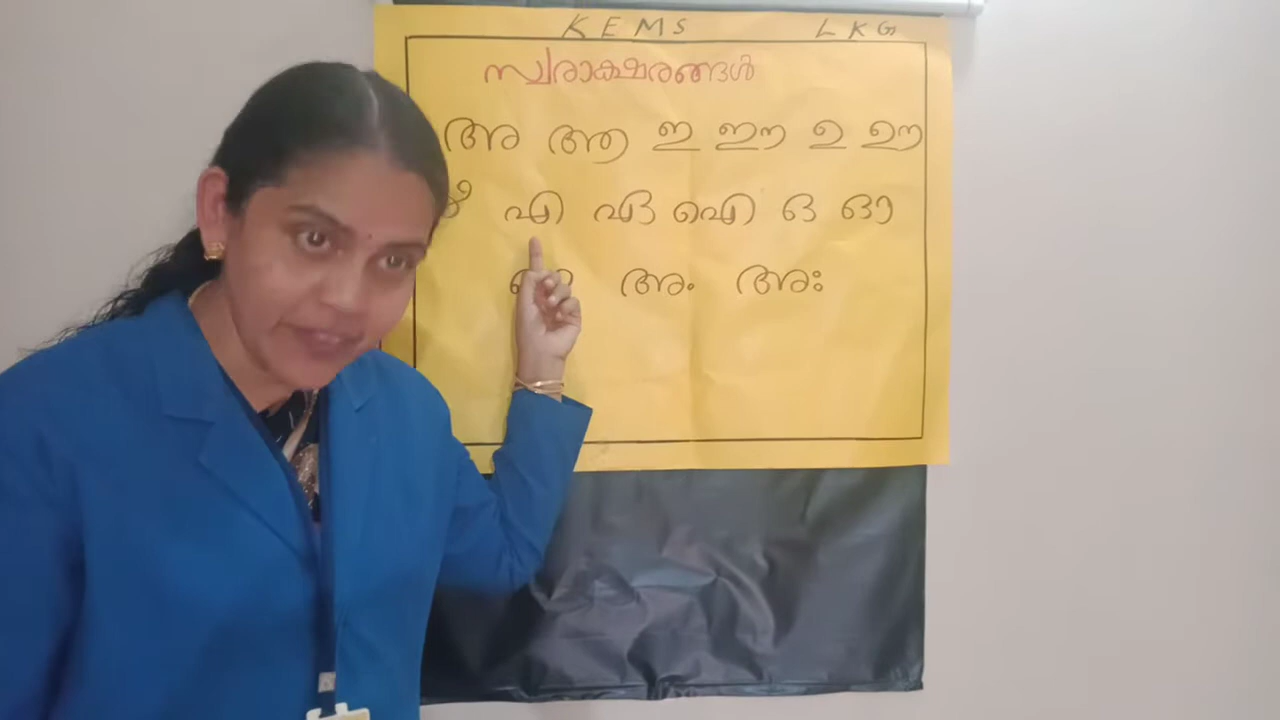 KEMS LKG
സ്വരാക്ഷരങ്ങൾ
അ ആ ഇ ഈ ഉ ഊ
എ ഏ ഐ ഒ ഓ
അം അഃ